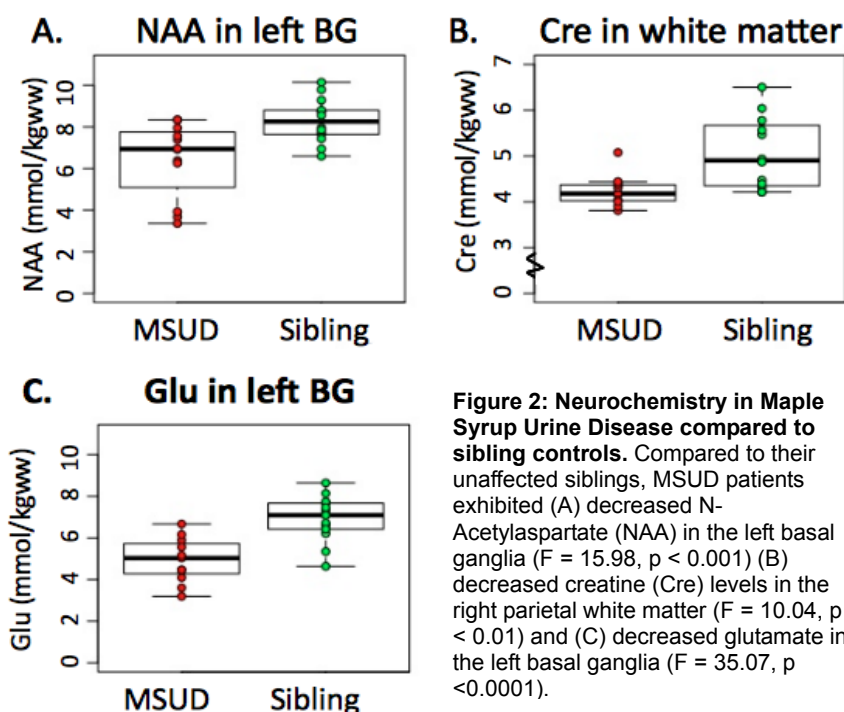 A. NAA in left BG
NAA (mmol/kgww)
10
8
6
4
2
0
MSUD Sibling
B. Cre in white matter
Cre (mmol/kgww)
7
6
5
4
3
0
MSUD Sibling
C. Glu in left BG
Glu (mmol/kgww)
10
8
6
4
2
0
MSUD Sibling
Figure 2: Neurochemistry in Maple
Syrup Urine Disease compared to
sibling controls. Compared to their
unaffected siblings, MSUD patients
exhibited (A) decreased N-
Acetylaspartate (NAA) in the left basal
ganglia (F = 15.98, p < 0.001) (B)
decreased creatine (Cre) levels in the
right parietal white matter (F = 10.04, p
< 0.01) and (C) decreased glutamate in
the left basal ganglia (F = 35.07, p
<0.0001).